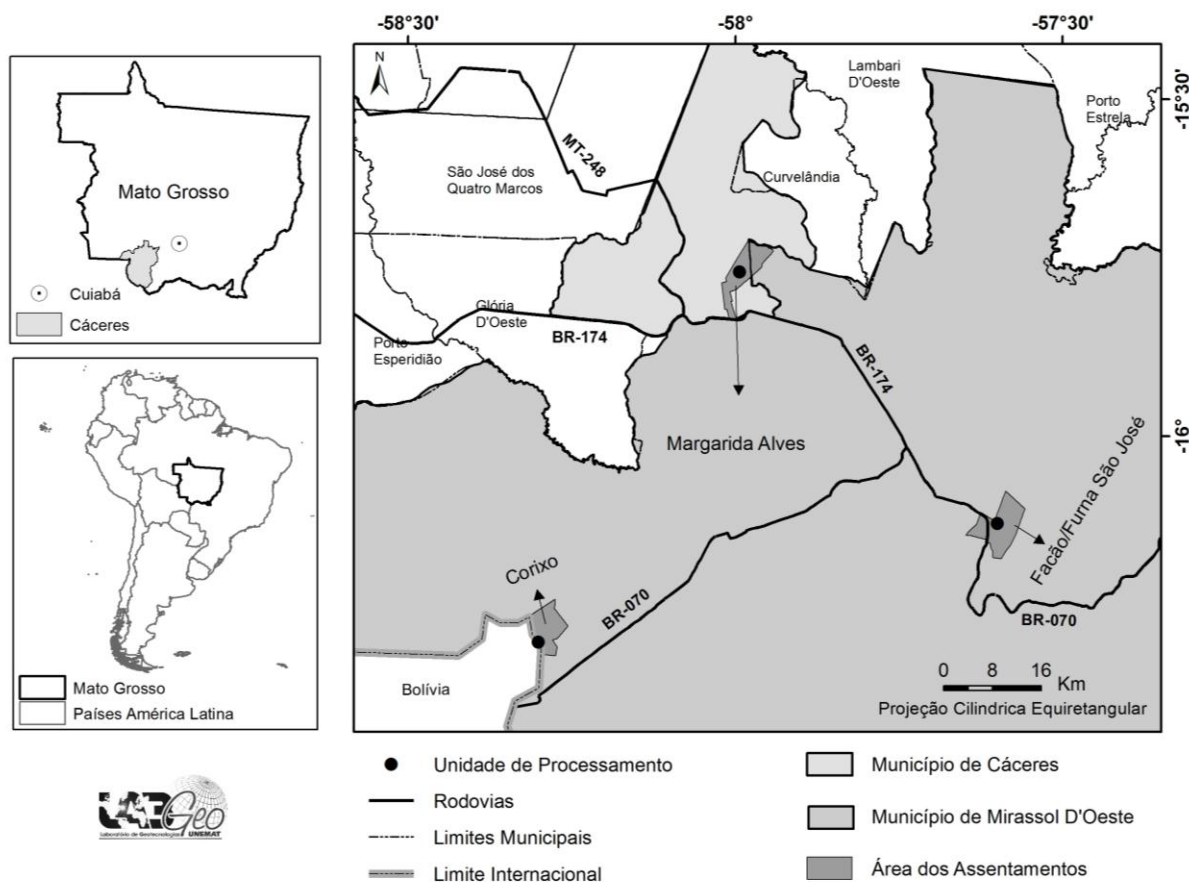 Mato Grosso
Cuiabá
Cáceres
Mato Grosso
Países América Latina
Laboratório de Geotecnologias
LABGeo
UNEMAT
-58°30'
-58°
-57°30'
-15°30'
-16°
N
MT-248
Lambari
D'Oeste
Porto
Estrela
São José dos
Quatro Marcos
Curvelândia
Glória
D'Oeste
BR-174
Porto
Esperidião
BR-174
Margarida Alves
Facão/Furna São José
Corixo
BR-070
BR-070
Bolívia
0 8 16
Km
Projeção Cilindrica Equiretangular
Unidade de Processamento
Rodovias
Limites Municipais
Limite Internacional
Município de Cáceres
Município de Mirassol D'Oeste
Área dos Assentamentos